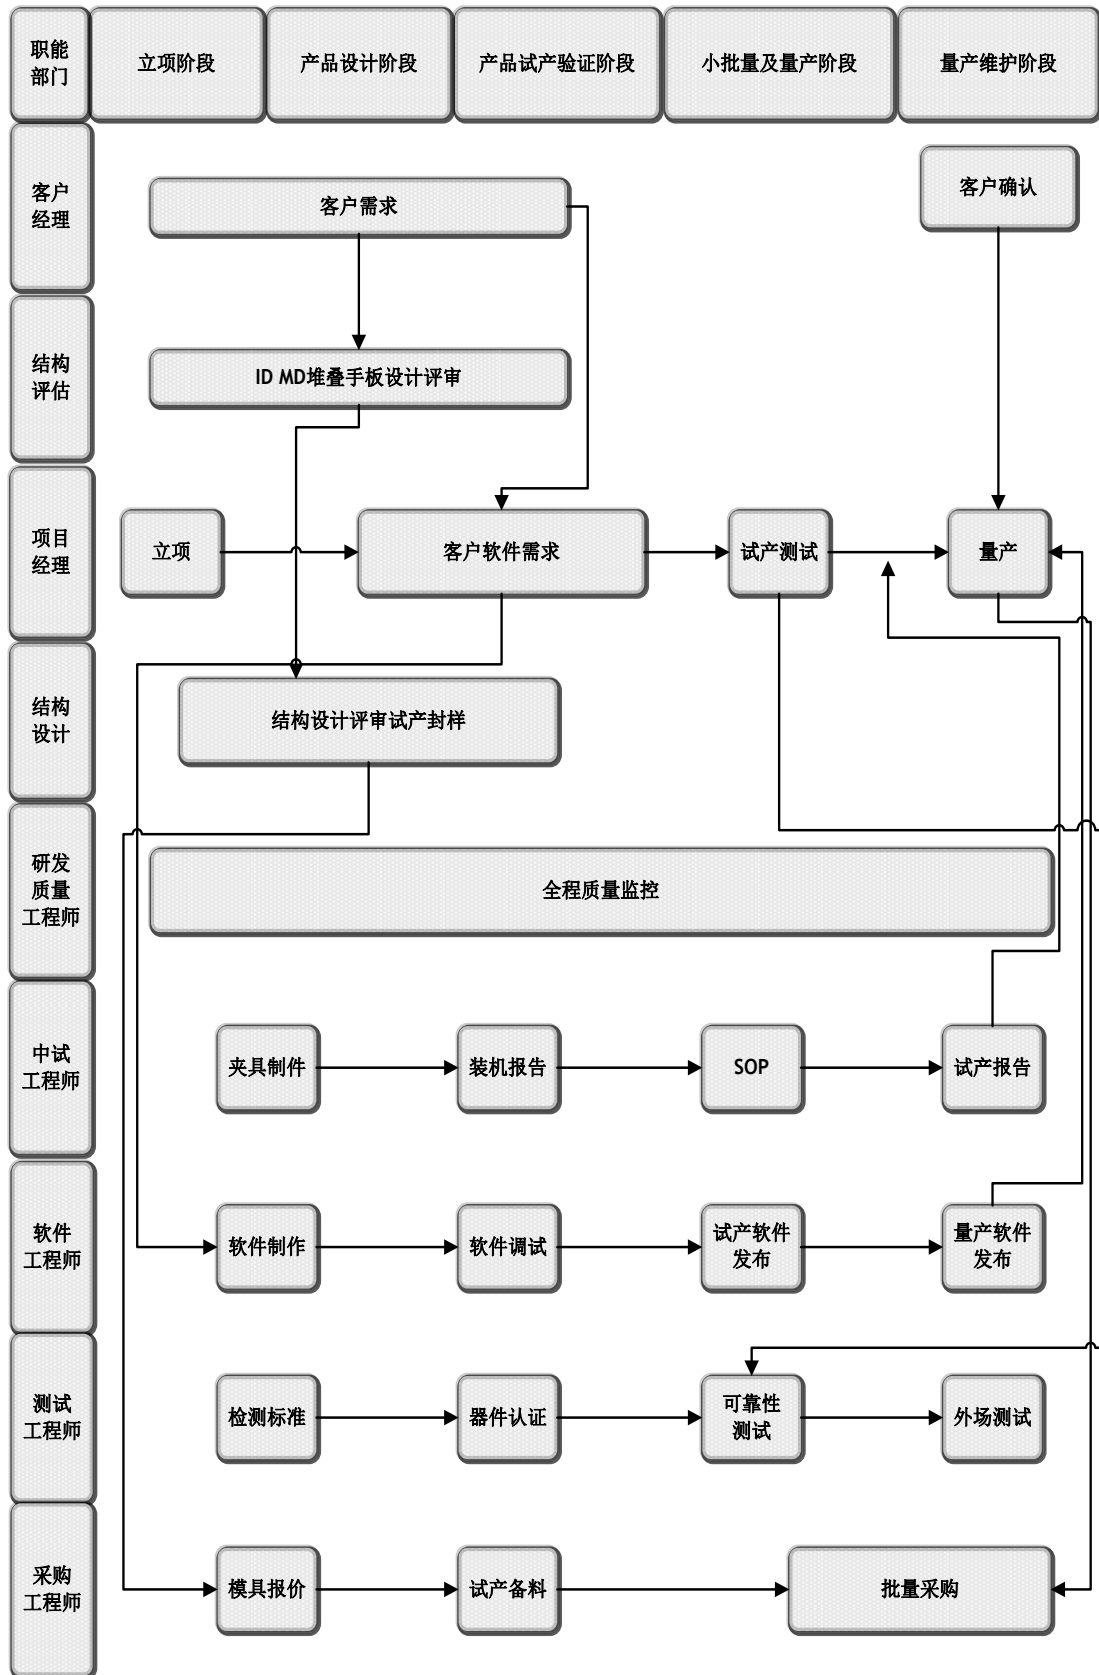 职能
部门
立项阶段
产品设计阶段
产品试产验证阶段
小批量及量产阶段
量产维护阶段
客户
经理
客户需求
客户确认
结构
评估
ID MD堆叠手板设计评审
项目
经理
立项
客户软件需求
试产测试
量产
结构
设计
结构设计评审试产封样
研发
质量
工程师
全程质量监控
中试
工程师
夹具制件
装机报告
SOP
试产报告
软件
工程师
软件制作
软件调试
试产软件
发布
量产软件
发布
测试
工程师
检测标准
器件认证
可靠性
测试
外场测试
采购
工程师
模具报价
试产备料
批量采购